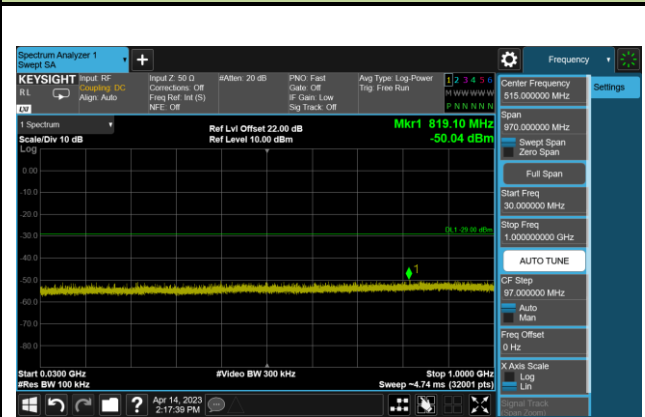 Spectrum Analyzer 1
Swept SA
+
Frequency
KEYSIGHT
RL
Input: RF
Coupling: DC
Align: Auto
Input Z: 50 Ω
Corrections: Off
Freq Ref: Int (S)
NFE: Off
#Atten: 20 dB
PNO: Fast
Gate: Off
IF Gain: Low
Sig Track: Off
Avg Type: Log-Power
Trig: Free Run
1 2 3 4 5 6
M W W W W W
P N N N N N
Center Frequency
515.000000 MHz
Settings
Span
970.000000 MHz
Swept Span
Zero Span
Full Span
Start Freq
30.000000 MHz
Stop Freq
1.000000000 GHz
AUTO TUNE
CF Step
97.000000 MHz
Auto
Man
Freq Offset
0 Hz
X Axis Scale
Log
Lin
Signal Track
(Span Zoom)
1 Spectrum
Scale/Div 10 dB
Log
Ref Lvl Offset 22.00 dB
Ref Level 10.00 dBm
Mkr1 819.10 MHz
-50.04 dBm
0.00
-10.0
-20.0
-30.0
-40.0
-50.0
-60.0
-70.0
-80.0
DL1 -29.00 dBm
1
Start 0.0300 GHz
#Res BW 100 kHz
#Video BW 300 kHz
Stop 1.0000 GHz
Sweep ~4.74 ms (32001 pts)
?
Apr 14, 2023
2:17:39 PM